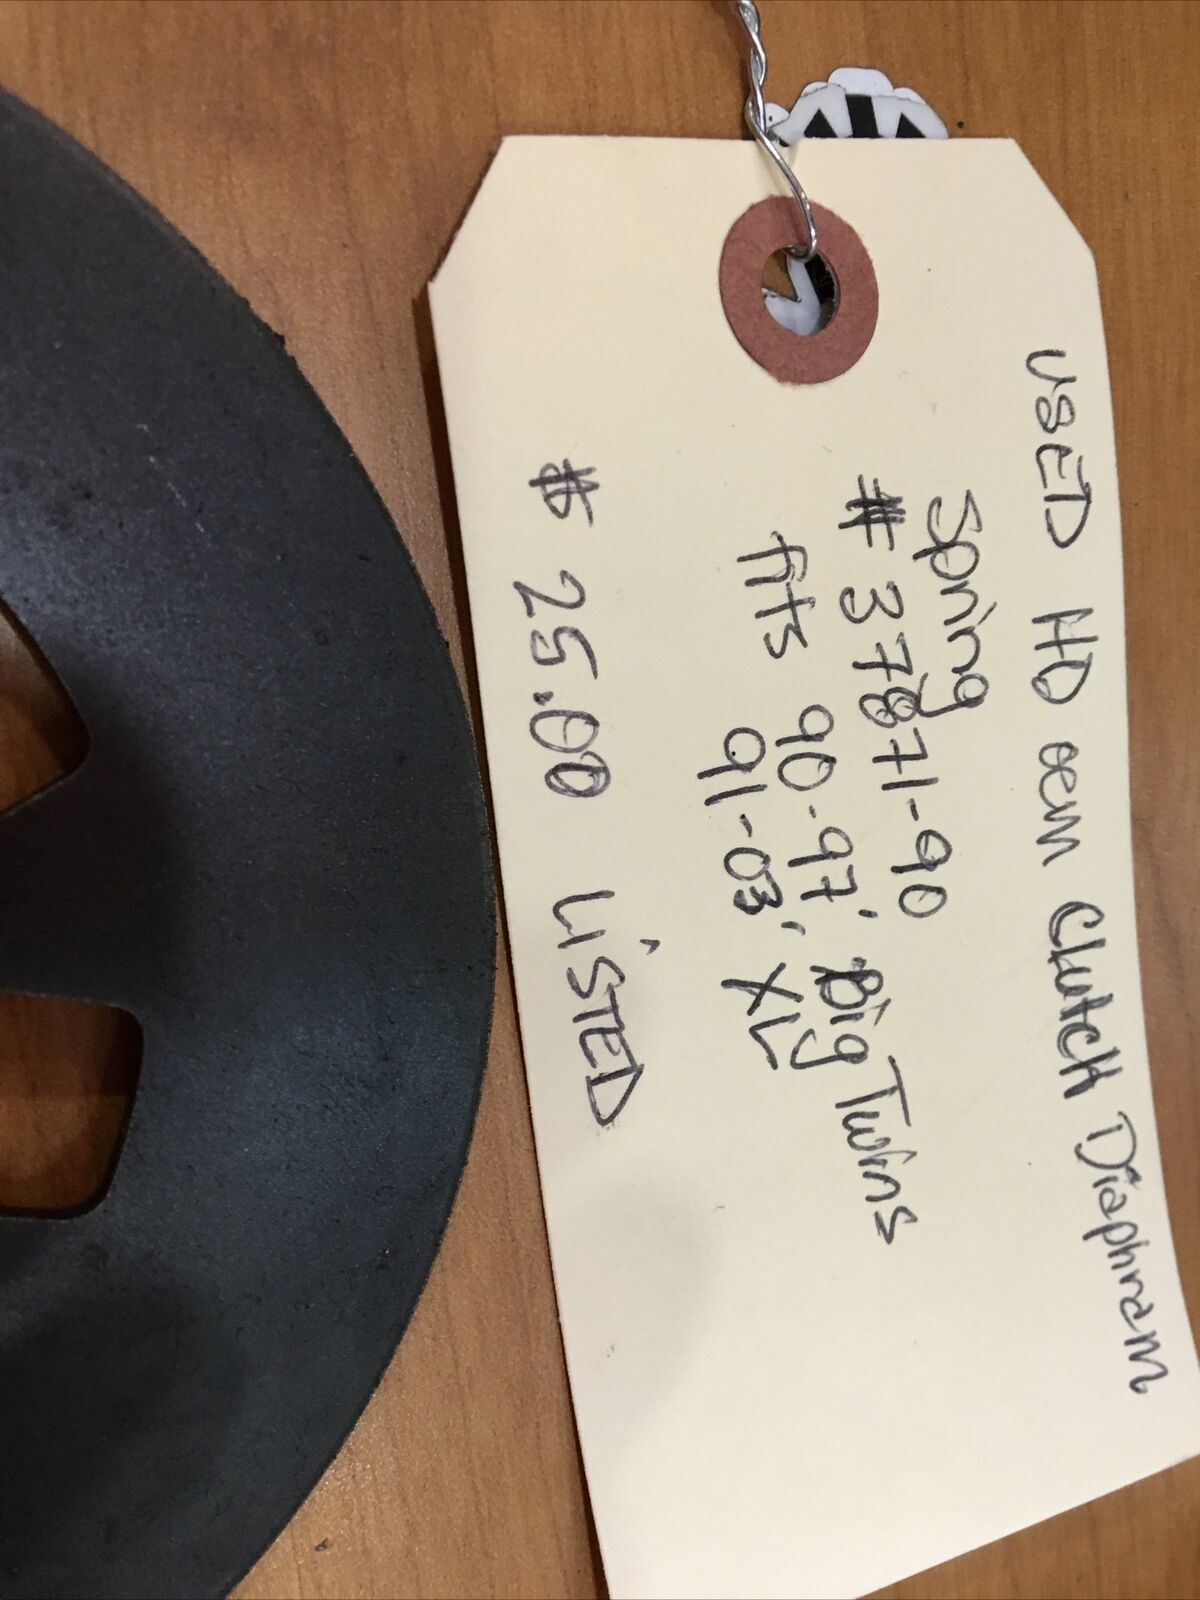 USED HD oem Clutch Diaphram
Spring
# 37871-90
fits 90-97' Big Twins
91-03' XL
$ 25.00 LiSTED